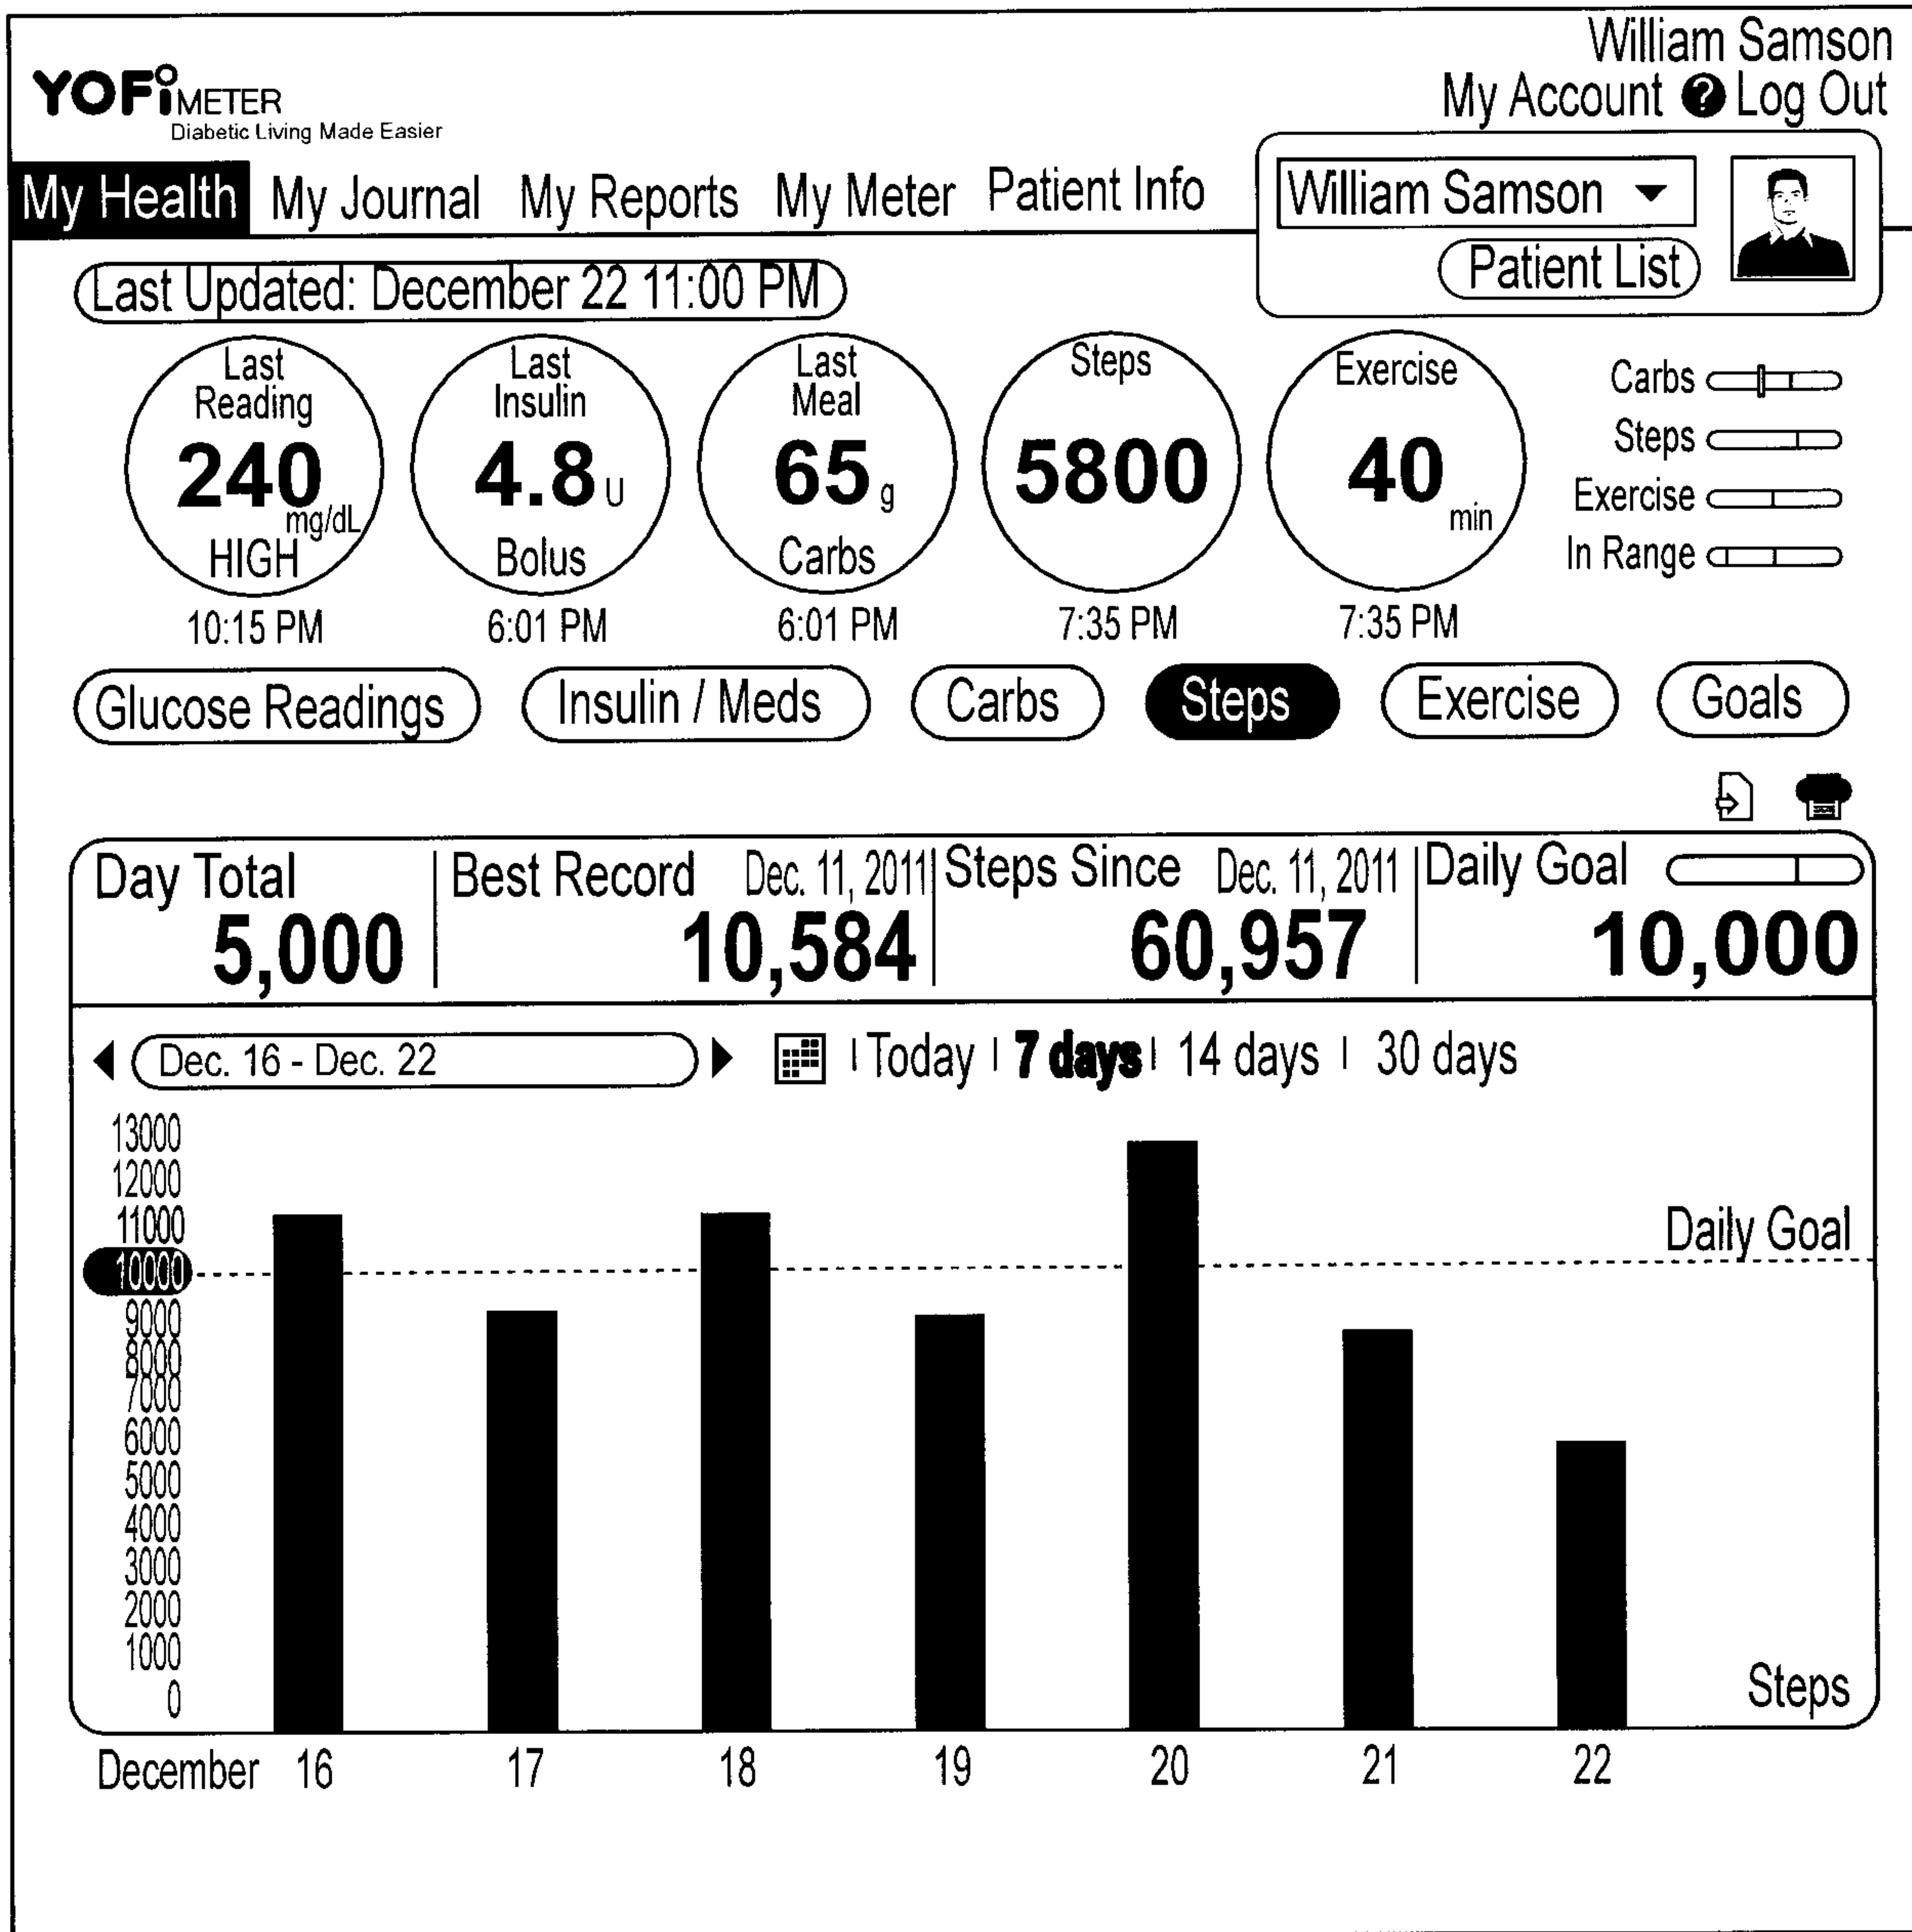 William Samson
YOFiMETER
My Account ? Log Out
Diabetic Living Made Easier
My Health My Journal My Reports My Meter Patient Info
William Samson
Patient List
Last Updated: December 22 11:00 PM
Last Reading
240 mg/dL
HIGH
10:15 PM
Last Insulin
4.8 U
Bolus
6:01 PM
Last Meal
65 g
Carbs
6:01 PM
Steps
5800
7:35 PM
Exercise
40 min
7:35 PM
Carbs
Steps
Exercise
In Range
Glucose Readings Insulin / Meds Carbs Steps Exercise Goals
Day Total
5,000
Best Record Dec. 11, 2011
10,584
Steps Since Dec. 11, 2011
60,957
Daily Goal
10,000
Dec. 16 - Dec. 22
Today 7 days 14 days 30 days
13000
12000
11000
Daily Goal
10000
9000
8000
7000
6000
5000
4000
3000
2000
1000
Steps
0
December 16 17 18 19 20 21 22